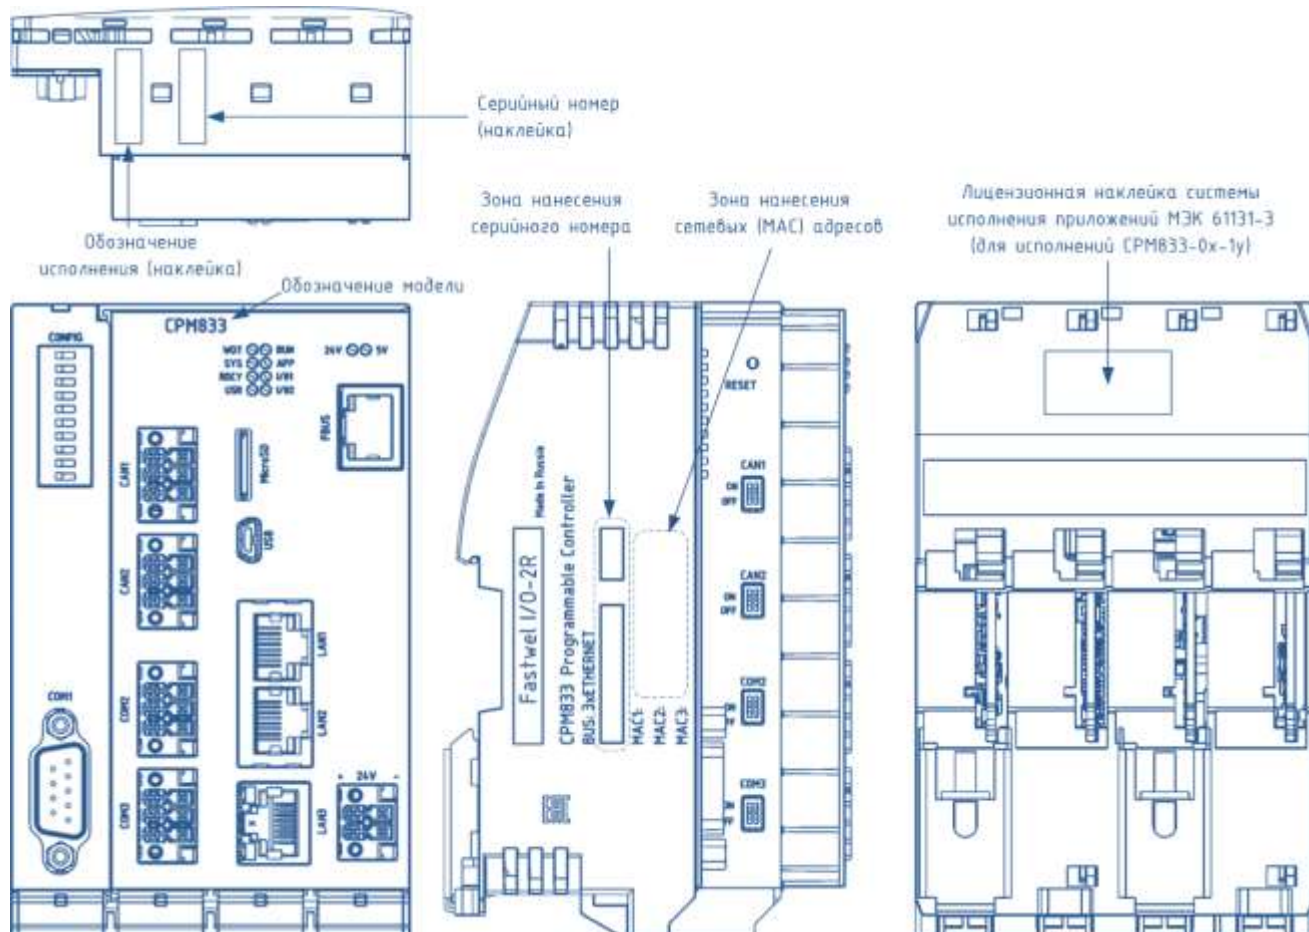 Серийный номер
(наклейка)
Зона нанесения
серийного номера
Зона нанесения
сетевых (MAC) адресов
Лицензионная наклейка системы
исполнения приложений МЭК 61131-3
(для исполнений CPM833-0x-1y)
Обозначение
исполнения (наклейка)
Обозначение модели
CPM833
CONFIG
WDT RUN
SYS APP
RDCY I/O1
USR I/O2
24V 5V
FBUS
CAN1
MicroSD
CAN2
USB
LAN1
COM1
COM2
LAN2
COM3
LAN3
+ 24V -
Made in Russia
Fastwel I/O-2R
CPM833 Programmable Controller
BUS: 3xETHERNET
MAC1:
MAC2:
MAC3:
RESET
CAN1
ON
OFF
CAN2
ON
OFF
COM2
COM3